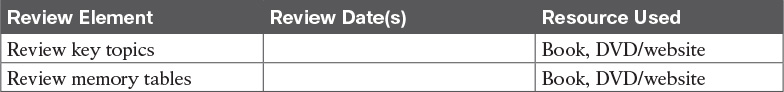 Review Element Review Date(s) Resource Used
Review key topics Book, DVD/website
Review memory tables Book, DVD/website